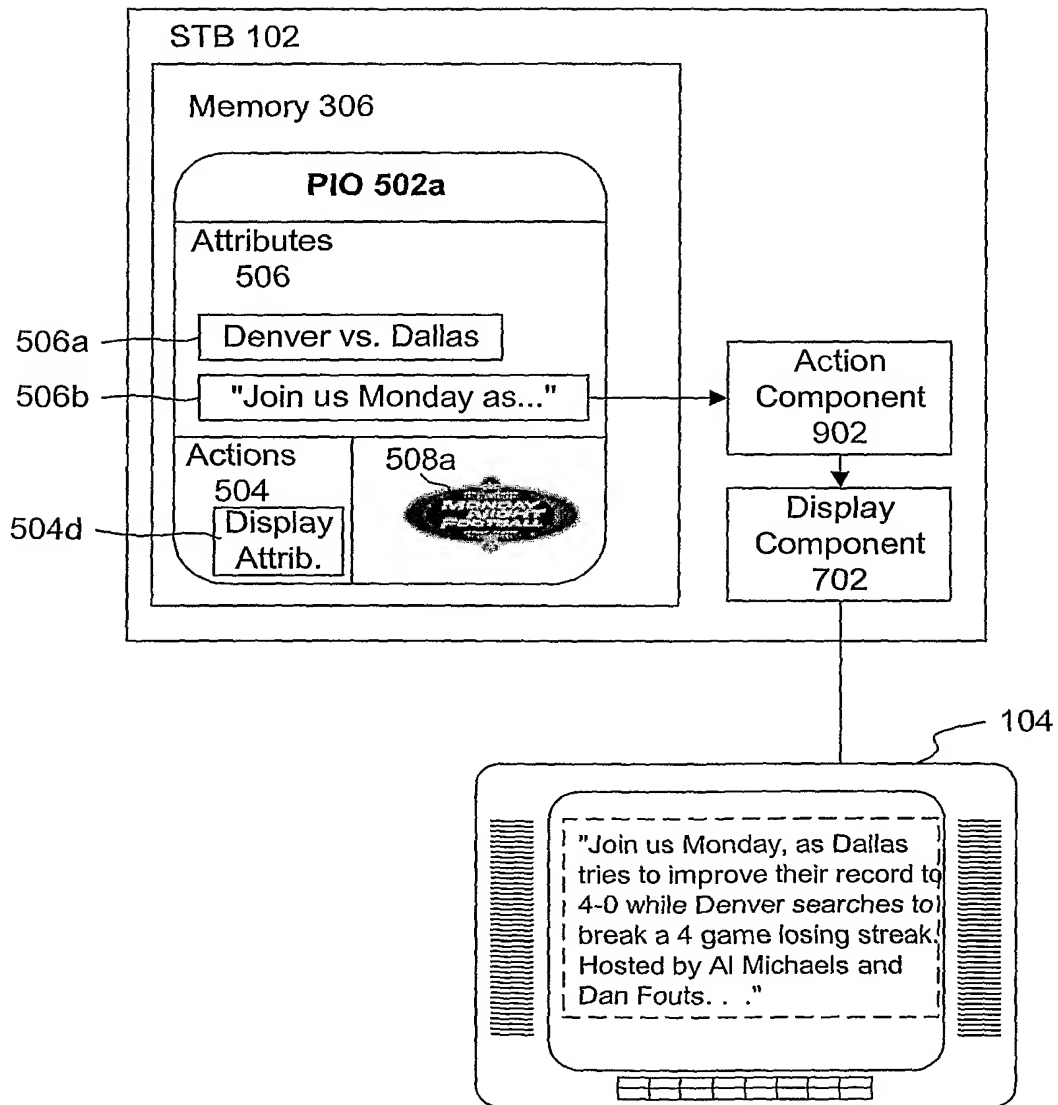 STB 102
Memory 306
PIO 502a
Attributes
506
506a
Denver vs. Dallas
506b
"Join us Monday as..."
Action
Component
902
Actions
504
508a
MONDAY
NIGHT
FOOTBALL
504d
Display
Attrib.
Display
Component
702
104
"Join us Monday, as Dallas
tries to improve their record to
4-0 while Denver searches to
break a 4 game losing streak.
Hosted by Al Michaels and
Dan Fouts. . ."